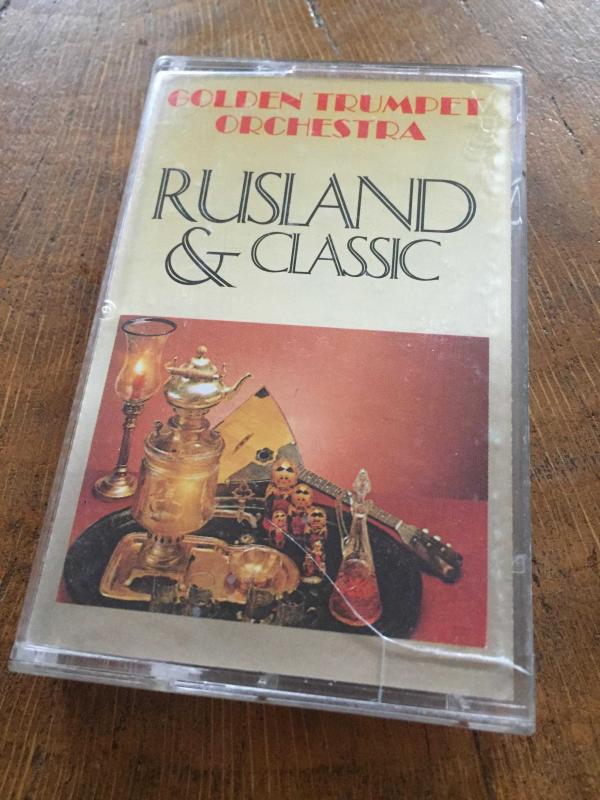 GOLDEN TRUMPET
ORCHESTRA
RUSLAND
& CLASSIC